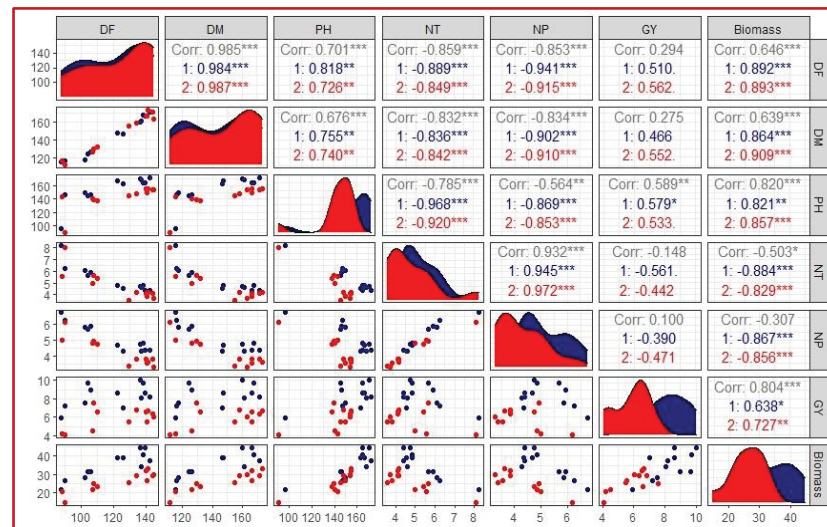 DF DM PH NT NP GY Biomass
Corr: 0.985*** Corr: 0.701*** Corr: -0.859*** Corr: -0.853*** Corr: 0.294 Corr: 0.646***
1: 0.984*** 1: 0.818** 1: -0.889*** 1: -0.941*** 1: 0.510. 1: 0.892***
2: 0.987*** 2: 0.726** 2: -0.849*** 2: -0.915*** 2: 0.562. 2: 0.893***
DF
140
120
100
Corr: 0.676*** Corr: -0.832*** Corr: -0.834*** Corr: 0.275 Corr: 0.639***
1: 0.755** 1: -0.836*** 1: -0.902*** 1: 0.466 1: 0.864***
2: 0.740** 2: -0.842*** 2: -0.910*** 2: 0.552. 2: 0.909***
DM
160
140
120
Corr: -0.785*** Corr: -0.564** Corr: 0.589** Corr: 0.820***
1: -0.968*** 1: -0.869*** 1: 0.579* 1: 0.821**
2: -0.920*** 2: -0.853*** 2: 0.533. 2: 0.857***
PH
160
140
120
100
Corr: 0.932*** Corr: -0.148 Corr: -0.503*
1: 0.945*** 1: -0.561. 1: -0.884***
2: 0.972*** 2: -0.442 2: -0.829***
NT
8
7
6
5
4
Corr: 0.100 Corr: -0.307
1: -0.390 1: -0.867***
2: -0.471 2: -0.856***
NP
6
5
4
Corr: 0.804***
1: 0.638*
2: 0.727**
GY
10
8
6
4
Biomass
40
30
20
100 120 140 120 140 160 100 120 140 160 4 5 6 7 8 4 5 6 4 6 8 10 20 30 40